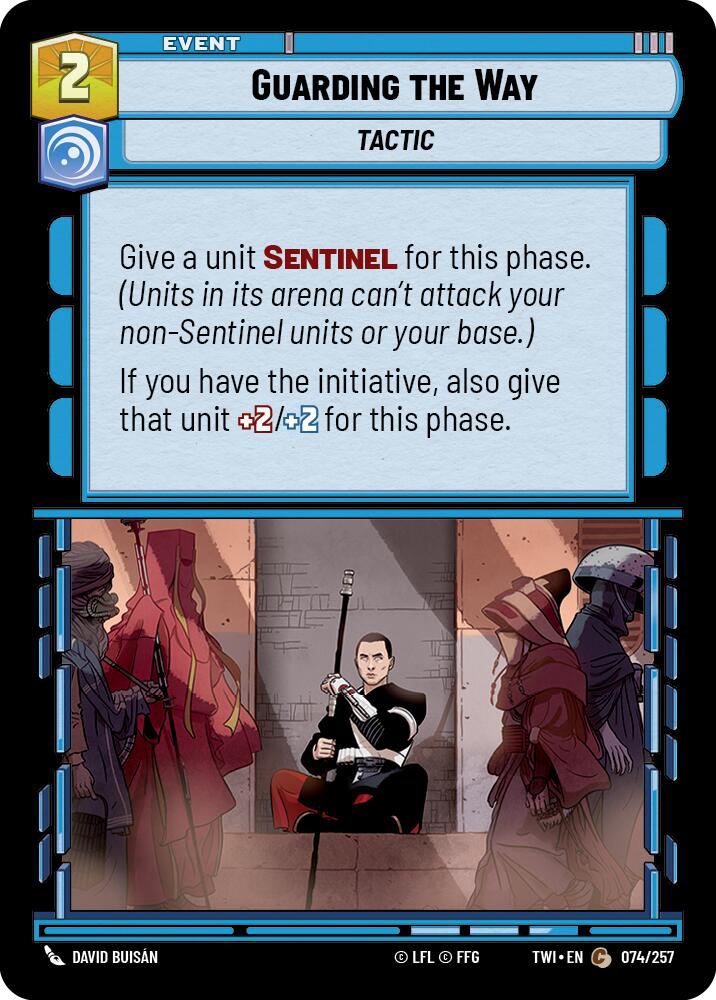 EVENT
2
GUARDING THE WAY
TACTIC
Give a unit SENTINEL for this phase.
(Units in its arena can't attack your
non-Sentinel units or your base.)
If you have the initiative, also give
that unit +2/+2 for this phase.
DAVID BUISÁN
© LFL © FFG
TWI • EN C 074/257